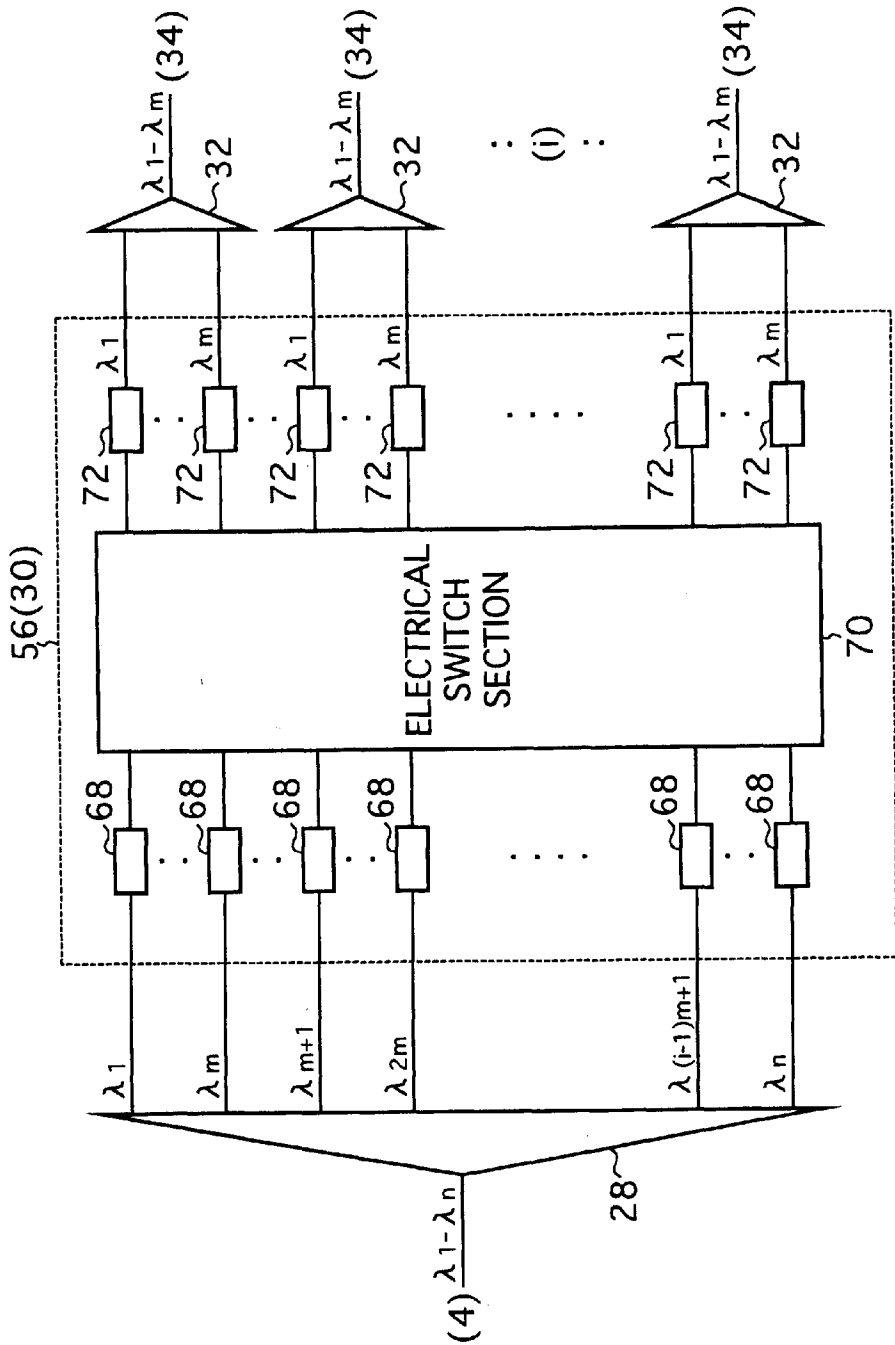 56(30)
(4) λ1-λn
28
λ1
λm
λm+1
λ2m
λ(i-1)m+1
λn
68
68
68
68
68
68
ELECTRICAL
SWITCH
SECTION
70
72
72
72
72
72
72
λ1
λm
λ1
λm
λ1
λm
λ1-λm (34)
32
λ1-λm (34)
32
(i)
λ1-λm (34)
32